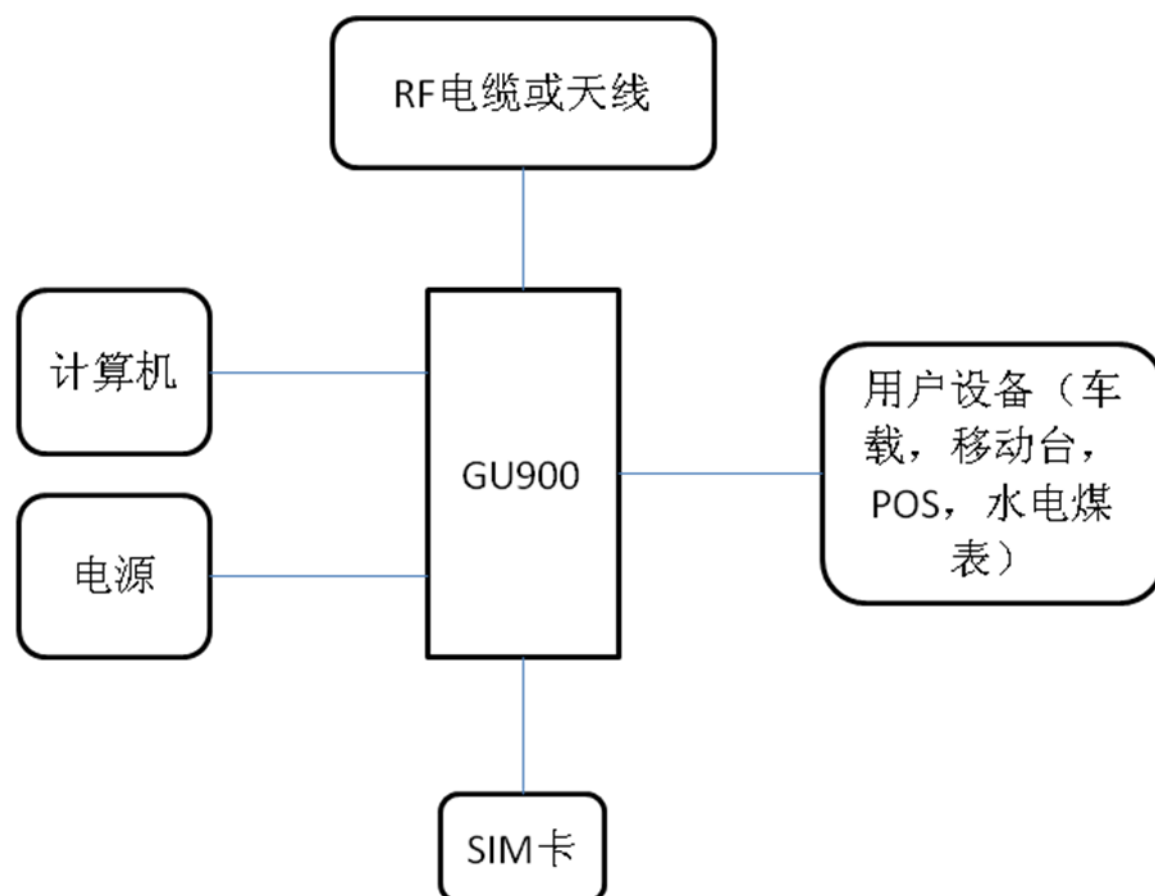 RF电缆或天线
计算机
GU900
用户设备（车
载，移动台，
POS，水电煤
表）
电源
SIM卡